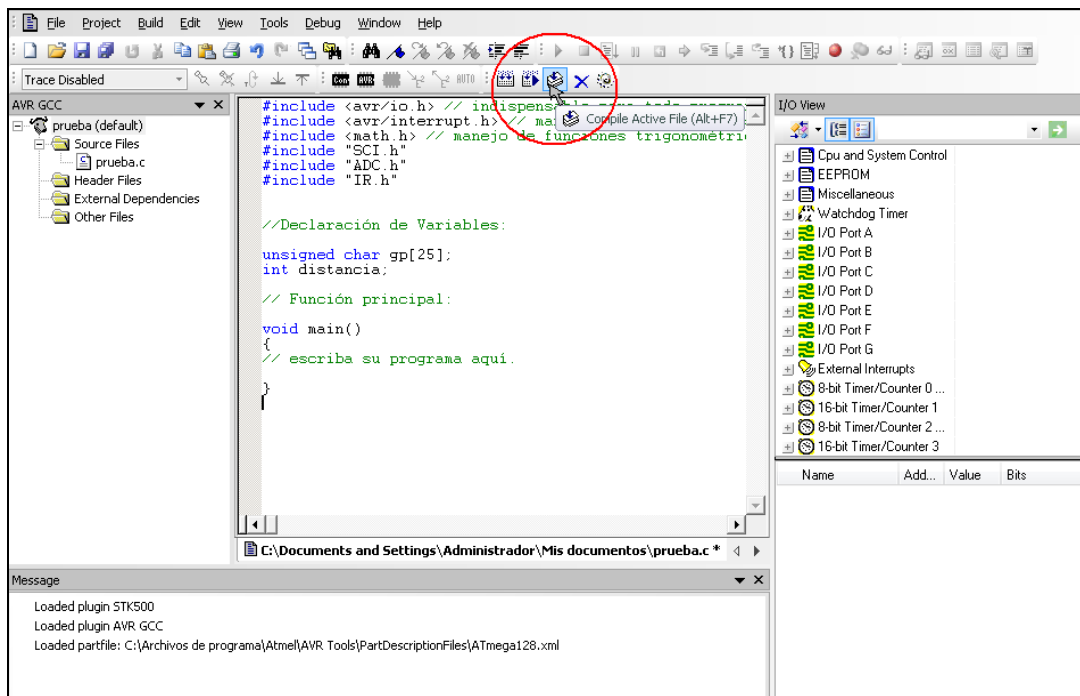 File Project Build Edit View Tools Debug Window Help
Trace Disabled
Con AVR AUTO
AVR GCC
prueba (default)
Source Files
prueba.c
Header Files
External Dependencies
Other Files
#include <avr/io.h> // indispensable para todo
#include <avr/interrupt.h> //
#include <math.h> // manejo de funciones trigonométri
#include "SCI.h"
#include "ADC.h"
#include "IR.h"
Compile Active File (Alt+F7)
//Declaración de Variables:
unsigned char gp[25];
int distancia;
// Función principal:
void main()
{
// escriba su programa aquí.
}
C:\Documents and Settings\Administrador\Mis documentos\prueba.c *
I/O View
Cpu and System Control
EEPROM
Miscellaneous
Watchdog Timer
I/O Port A
I/O Port B
I/O Port C
I/O Port D
I/O Port E
I/O Port F
I/O Port G
External Interrupts
8-bit Timer/Counter 0 ...
16-bit Timer/Counter 1
8-bit Timer/Counter 2 ...
16-bit Timer/Counter 3
Name Add... Value Bits
Message
Loaded plugin STK500
Loaded plugin AVR GCC
Loaded partfile: C:\Archivos de programa\Atmel\AVR Tools\PartDescriptionFiles\ATmega128.xml